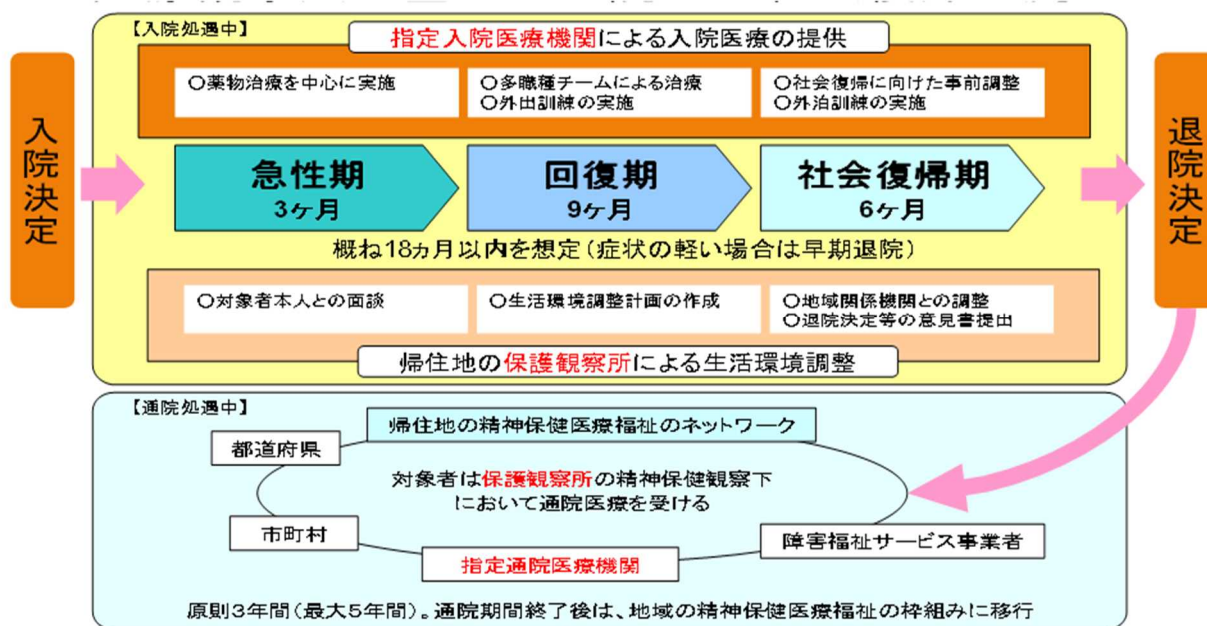 【入院処遇中】
指定入院医療機関による入院医療の提供
入院決定
退院決定
○薬物治療を中心に実施
○多職種チームによる治療
○外出訓練の実施
○社会復帰に向けた事前調整
○外泊訓練の実施
急性期
3ヶ月
回復期
9ヶ月
社会復帰期
6ヶ月
概ね18ヵ月以内を想定(症状の軽い場合は早期退院)
○対象者本人との面談
○生活環境調整計画の作成
○地域関係機関との調整
○退院決定等の意見書提出
帰住地の保護観察所による生活環境調整
【通院処遇中】
帰住地の精神保健医療福祉のネットワーク
都道府県
対象者は保護観察所の精神保健観察下
において通院医療を受ける
市町村
障害福祉サービス事業者
指定通院医療機関
原則3年間(最大5年間)。通院期間終了後は、地域の精神保健医療福祉の枠組みに移行